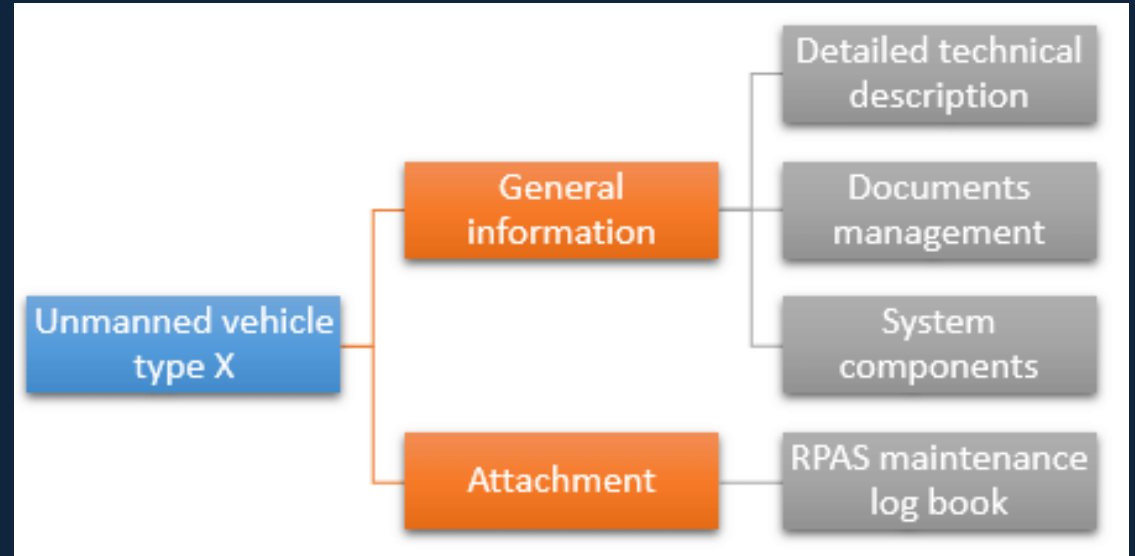 Unmanned vehicle
type X
General
information
Attachment
Detailed technical
description
Documents
management
System
components
RPAS maintenance
log book